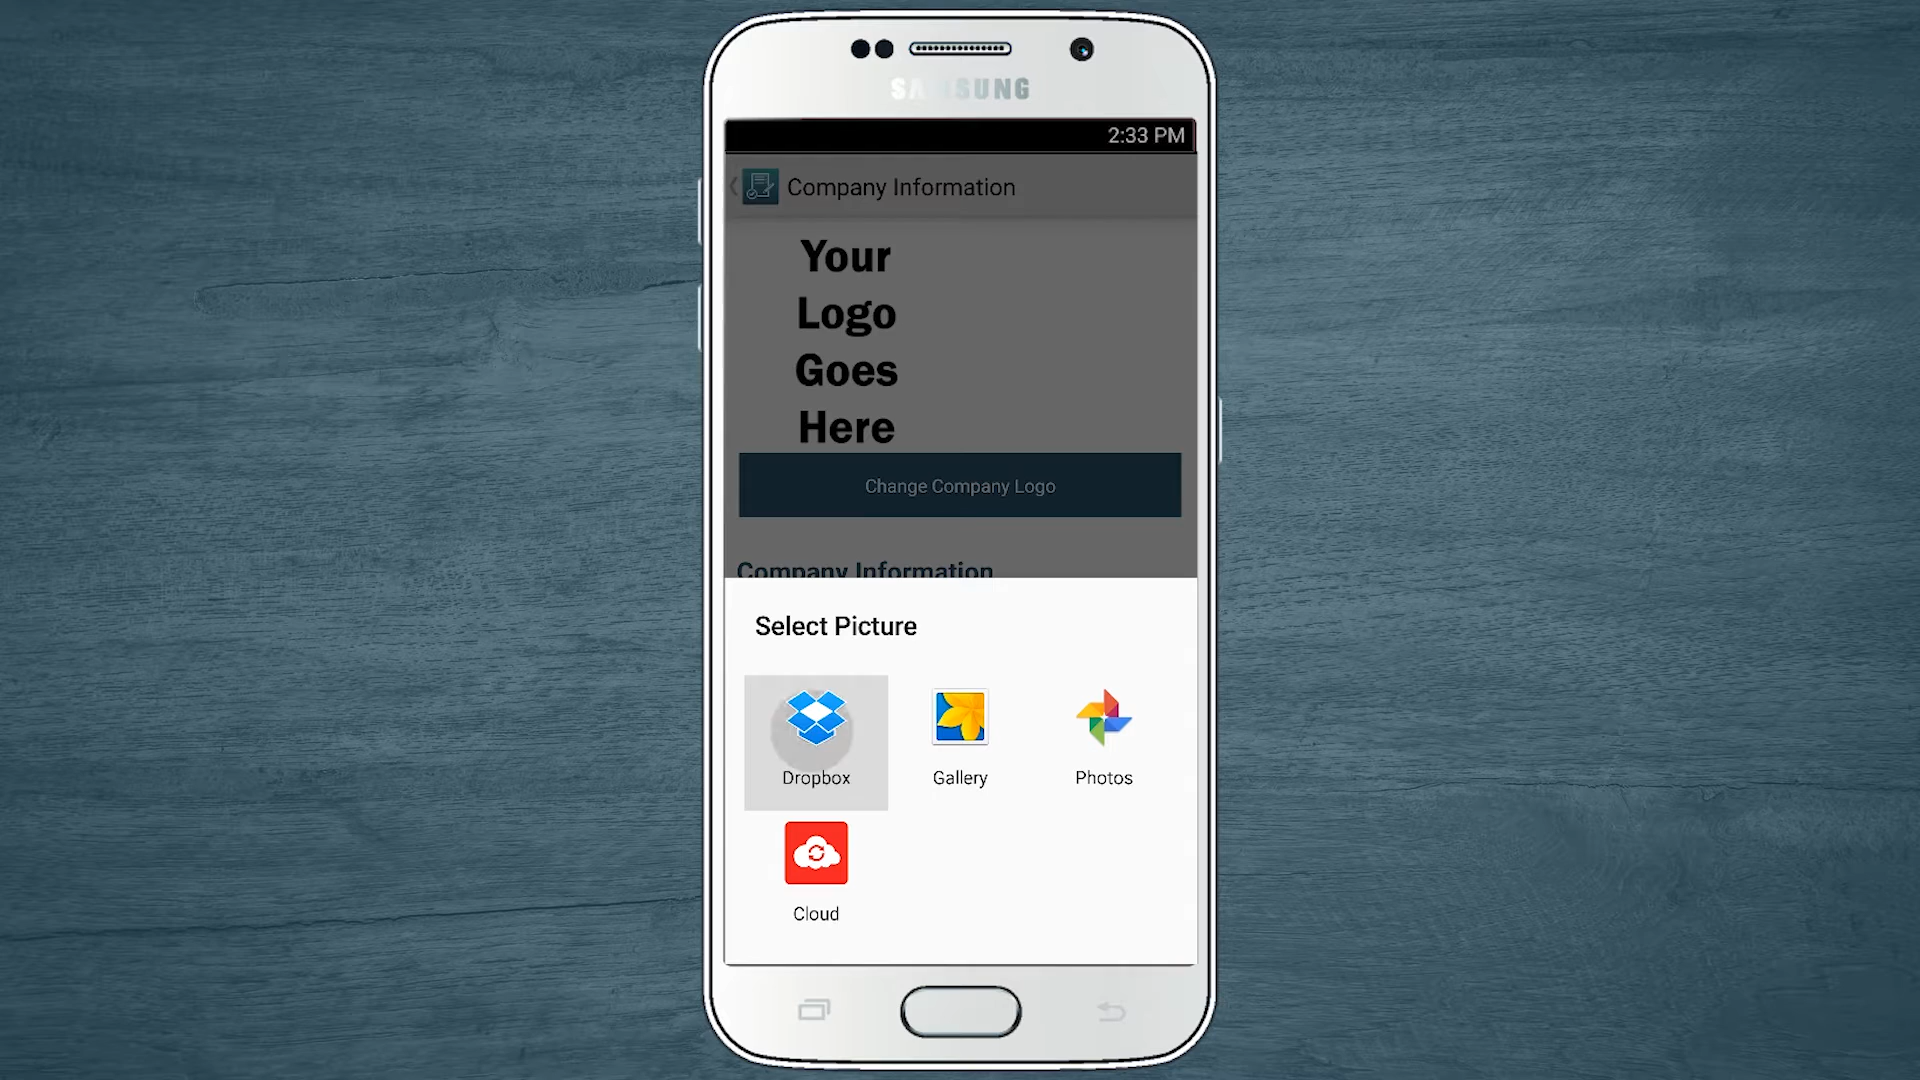 SAMSUNG
2:33 PM
Company Information
Your
Logo
Goes
Here
Change Company Logo
Company Information
Select Picture
Dropbox
Gallery
Photos
Cloud